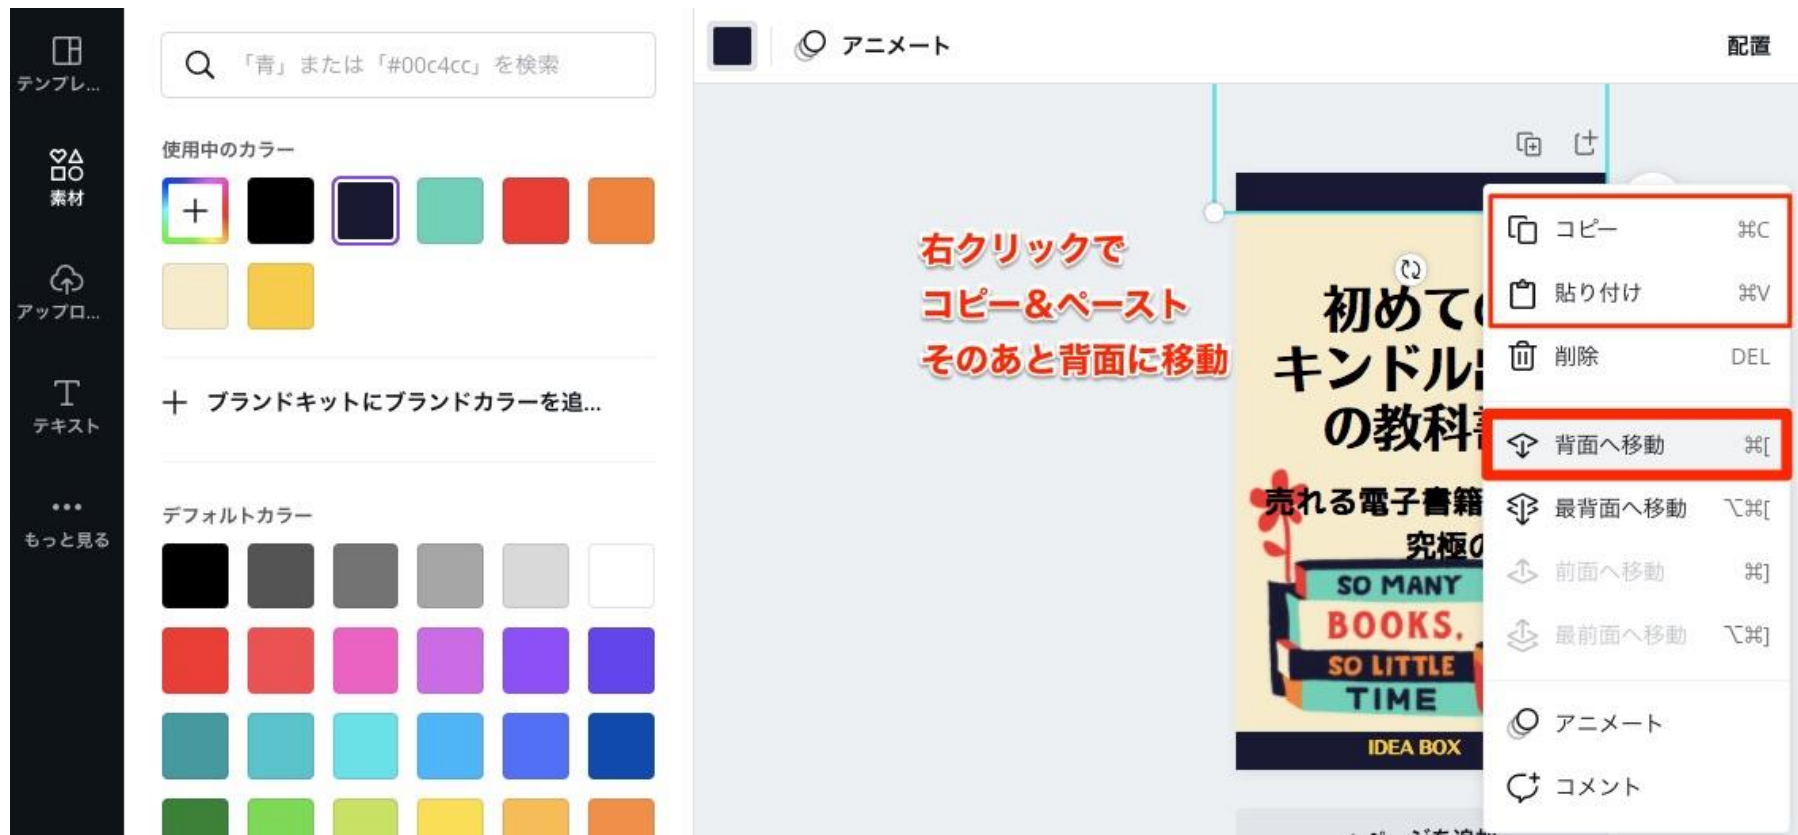 テンプレ...
素材
アップロ...
テキスト
もっと見る
「青」または「#00c4cc」を検索
使用中のカラー
ブランドキットにブランドカラーを追...
デフォルトカラー
アニメート
配置
右クリックで
コピー&ペースト
そのあと背面に移動
初めての
キンドル出
の教科書
売れる電子書籍
究極の
SO MANY
BOOKS,
SO LITTLE
TIME
IDEA BOX
コピー ⌘C
貼り付け ⌘V
削除 DEL
背面へ移動 ⌘[
最背面へ移動 ⌥⌘[
前面へ移動 ⌘]
最前面へ移動 ⌥⌘]
アニメート
コメント